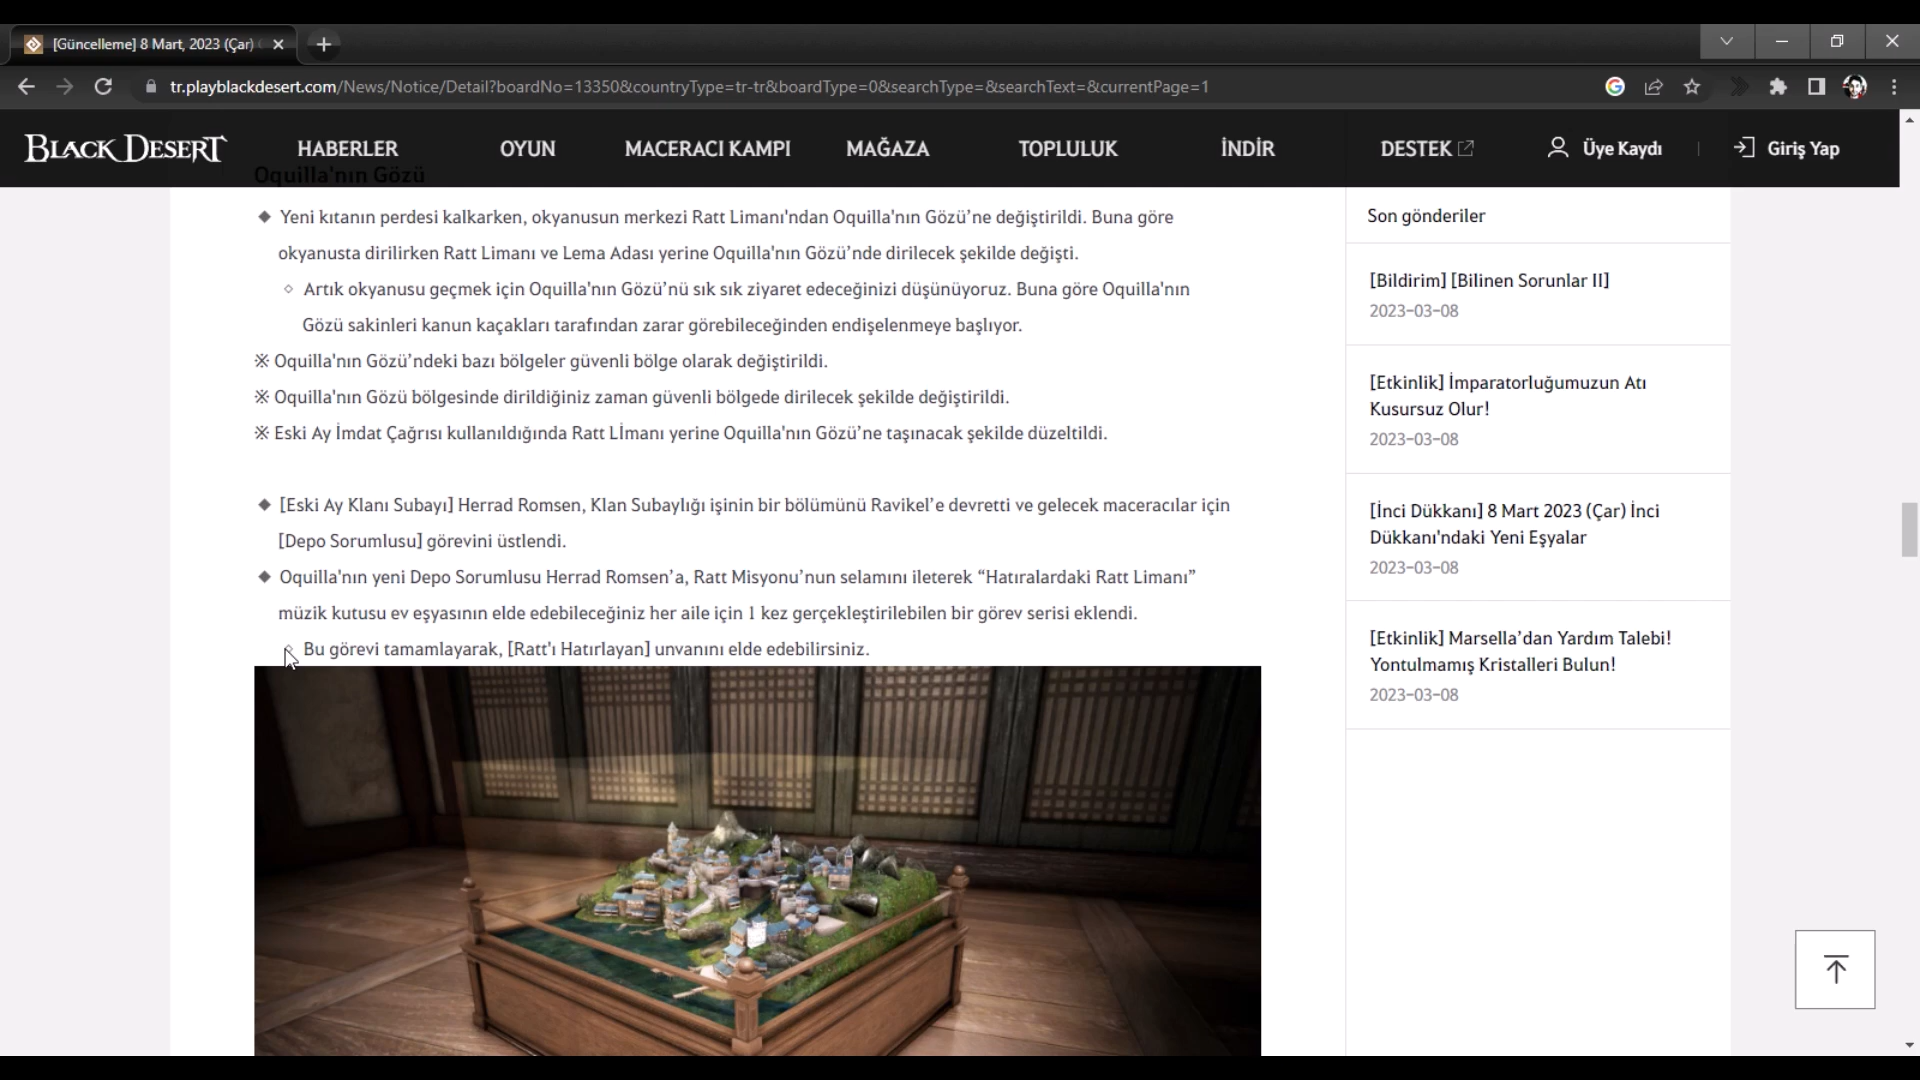 [Güncelleme] 8 Mart, 2023 (Çar)
tr.playblackdesert.com/News/Notice/Detail?boardNo=13350&countryType=tr-tr&boardType=0&searchType=&searchText=&currentPage=1
BLACK DESERT
HABERLER
OYUN
MACERACI KAMPI
MAĞAZA
TOPLULUK
İNDİR
DESTEK
Üye Kaydı
Giriş Yap
Oquilla'nın Gözü
◆ Yeni kıtanın perdesi kalkarken, okyanusun merkezi Ratt Limanı'ndan Oquilla'nın Gözü’ne değiştirildi. Buna göre
okyanusta dirilirken Ratt Limanı ve Lema Adası yerine Oquilla'nın Gözü’nde dirilecek şekilde değişti.
◇ Artık okyanusu geçmek için Oquilla'nın Gözü’nü sık sık ziyaret edeceğinizi düşünüyoruz. Buna göre Oquilla'nın
Gözü sakinleri kanun kaçakları tarafından zarar görebileceğinden endişelenmeye başlıyor.
※ Oquilla'nın Gözü’ndeki bazı bölgeler güvenli bölge olarak değiştirildi.
※ Oquilla'nın Gözü bölgesinde dirildiğiniz zaman güvenli bölgede dirilecek şekilde değiştirildi.
※ Eski Ay İmdat Çağrısı kullanıldığında Ratt Lİmanı yerine Oquilla'nın Gözü’ne taşınacak şekilde düzeltildi.
◆ [Eski Ay Klanı Subayı] Herrad Romsen, Klan Subaylığı işinin bir bölümünü Ravikel’e devretti ve gelecek maceracılar için
[Depo Sorumlusu] görevini üstlendi.
◆ Oquilla'nın yeni Depo Sorumlusu Herrad Romsen’a, Ratt Misyonu’nun selamını ileterek “Hatıralardaki Ratt Limanı”
müzik kutusu ev eşyasının elde edebileceğiniz her aile için 1 kez gerçekleştirilebilen bir görev serisi eklendi.
◇ Bu görevi tamamlayarak, [Ratt'ı Hatırlayan] unvanını elde edebilirsiniz.
Son gönderiler
[Bildirim] [Bilinen Sorunlar II]
2023-03-08
[Etkinlik] İmparatorluğumuzun Atı
Kusursuz Olur!
2023-03-08
[İnci Dükkanı] 8 Mart 2023 (Çar) İnci
Dükkanı'ndaki Yeni Eşyalar
2023-03-08
[Etkinlik] Marsella’dan Yardım Talebi!
Yontulmamış Kristalleri Bulun!
2023-03-08